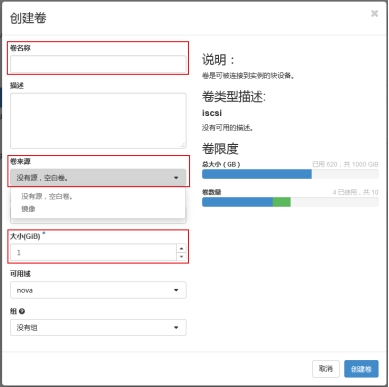 创建卷
×
卷名称
描述
卷来源
没有源，空白卷。
没有源，空白卷。
镜像
大小(GiB) *
1
可用域
nova
组
没有组
说明：
卷是可被连接到实例的块设备。
卷类型描述:
iscsi
没有可用的描述。
卷限度
总大小（GB） 已用 620，共 1000 GiB
卷数量 4 已使用，共 10
取消 创建卷